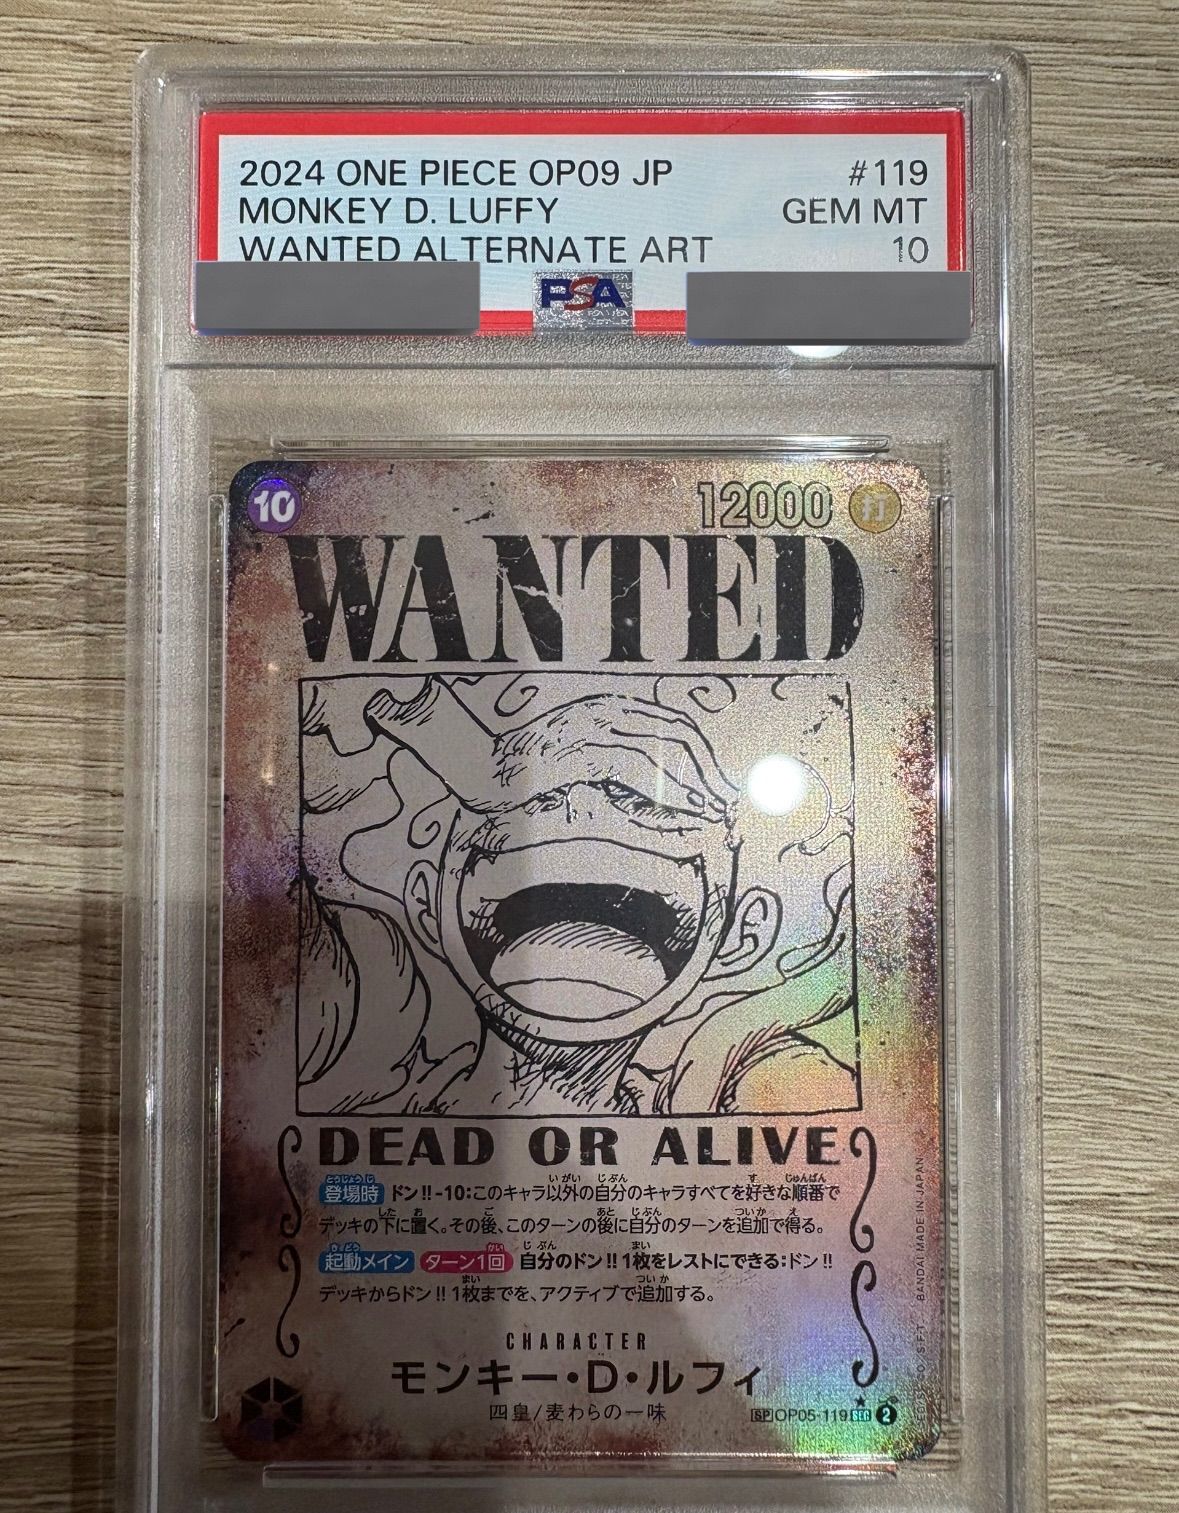 2024 ONE PIECE OP09 JP #119
MONKEY D. LUFFY GEM MT
WANTED ALTERNATE ART 10
PSA
10 12000 打
WANTED
DEAD OR ALIVE
登場時 ドン!!-10:このキャラ以外の自分のキャラすべてを好きな順番で
デッキの下に置く。その後、このターンの後に自分のターンを追加で得る。
起動メイン ターン1回 自分のドン!!1枚をレストにできる:ドン!!
デッキからドン!!1枚までを、アクティブで追加する。
CHARACTER
モンキー・D・ルフィ
四皇/麦わらの一味
SP OP05-119 SEC 2
BANDAI MADE IN JAPAN